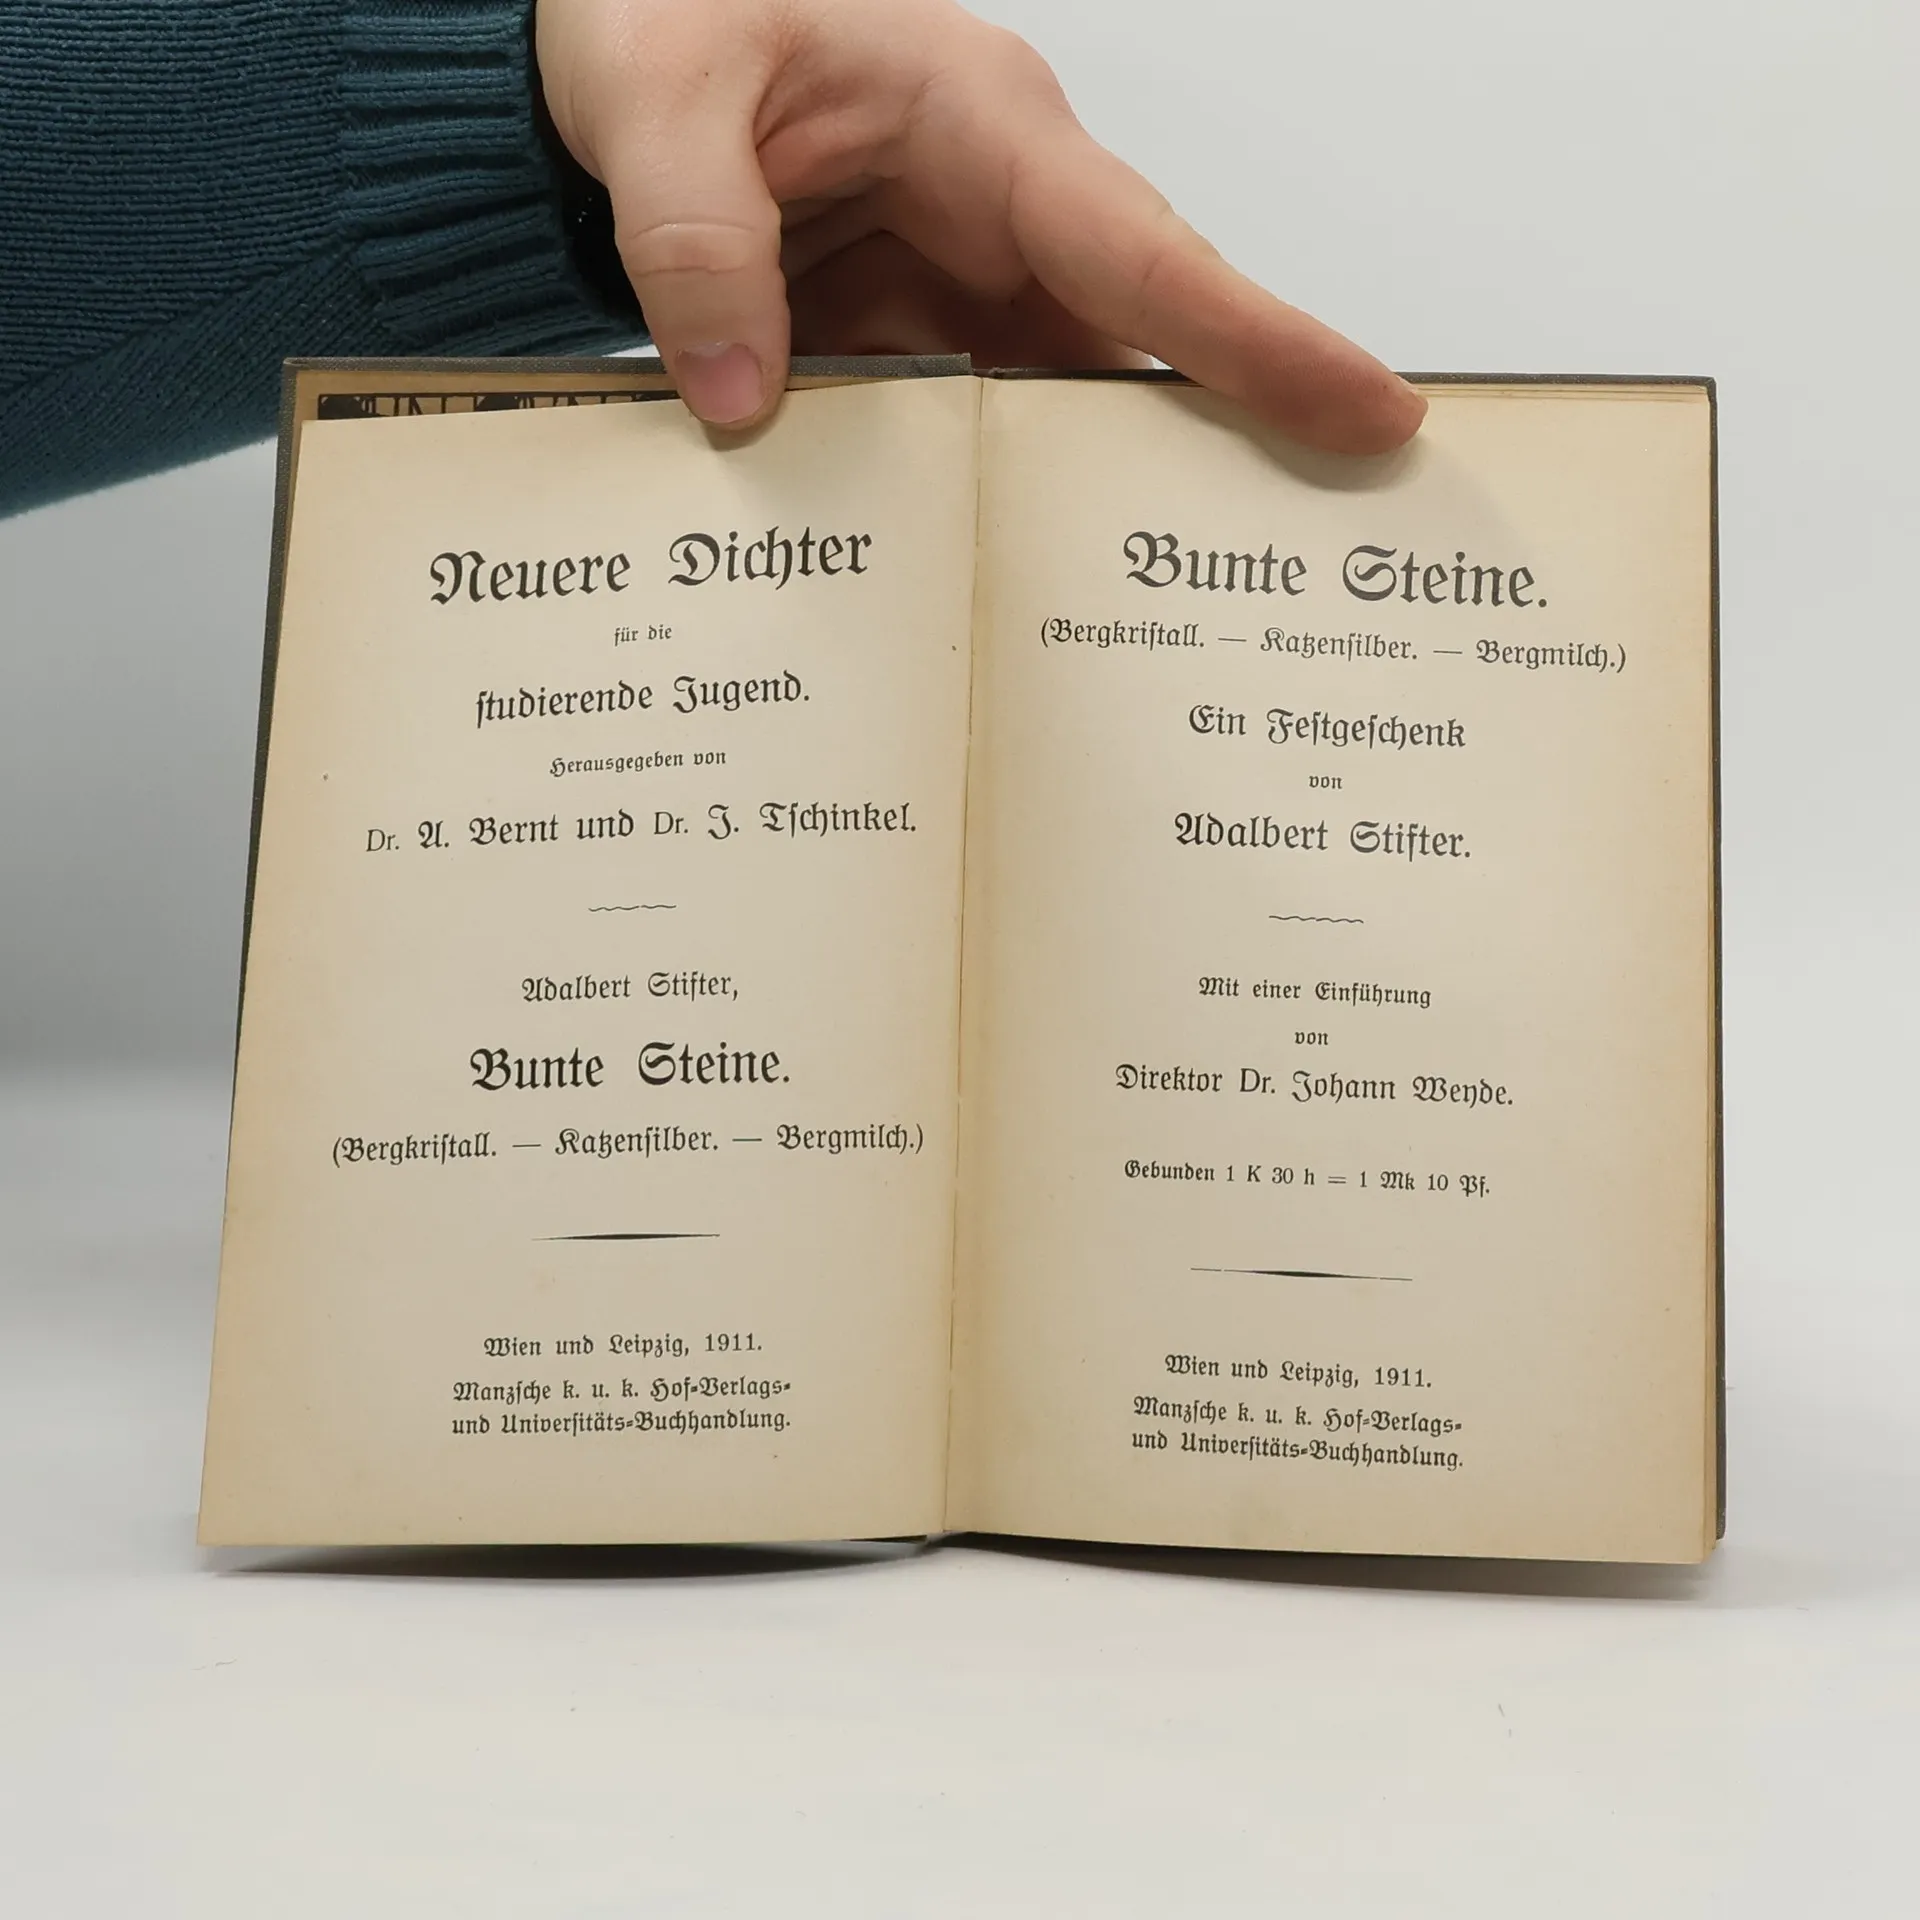 Neuere Dichter
für die
ſtudierende Jugend.
Herausgegeben von
Dr. A. Bernt und Dr. J. Tſchinkel.
Adalbert Stifter,
Bunte Steine.
(Bergkriſtall. — Katzenſilber. — Bergmilch.)
Wien und Leipzig, 1911.
Manzſche k. u. k. Hof-Verlags-
und Univerſitäts-Buchhandlung.
Bunte Steine.
(Bergkriſtall. — Katzenſilber. — Bergmilch.)
Ein Feſtgeſchenk
von
Adalbert Stifter.
Mit einer Einführung
von
Direktor Dr. Johann Weyde.
Gebunden 1 K 30 h = 1 Mk 10 Pf.
Wien und Leipzig, 1911.
Manzſche k. u. k. Hof-Verlags-
und Univerſitäts-Buchhandlung.